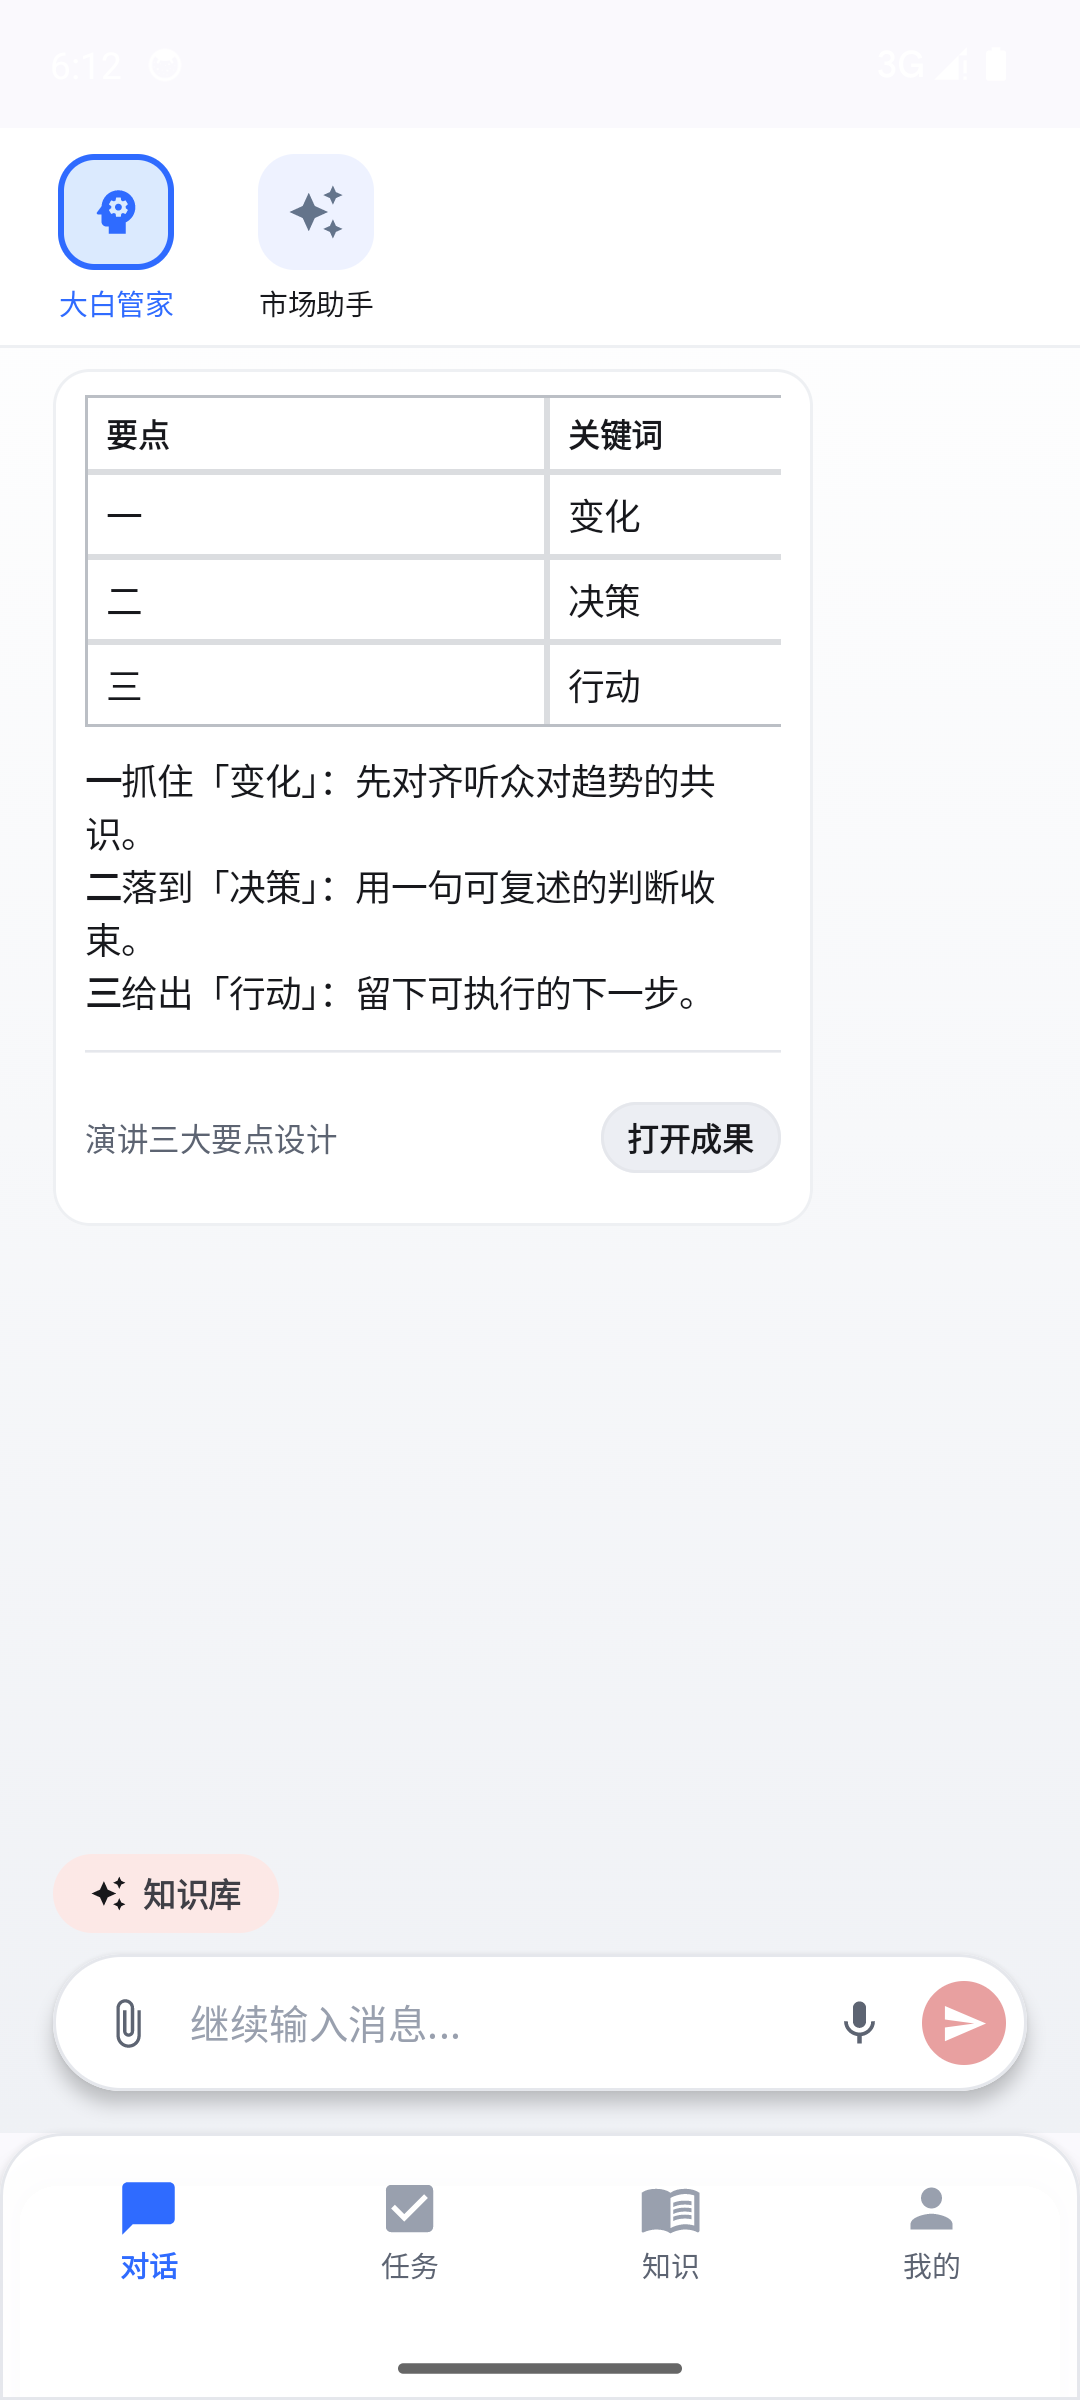 6:12
3G
大白管家
市场助手
要点 关键词
一 变化
二 决策
三 行动
一抓住「变化」：先对齐听众对趋势的共
识。
二落到「决策」：用一句可复述的判断收
束。
三给出「行动」：留下可执行的下一步。
演讲三大要点设计 打开成果
知识库
继续输入消息...
对话 任务 知识 我的